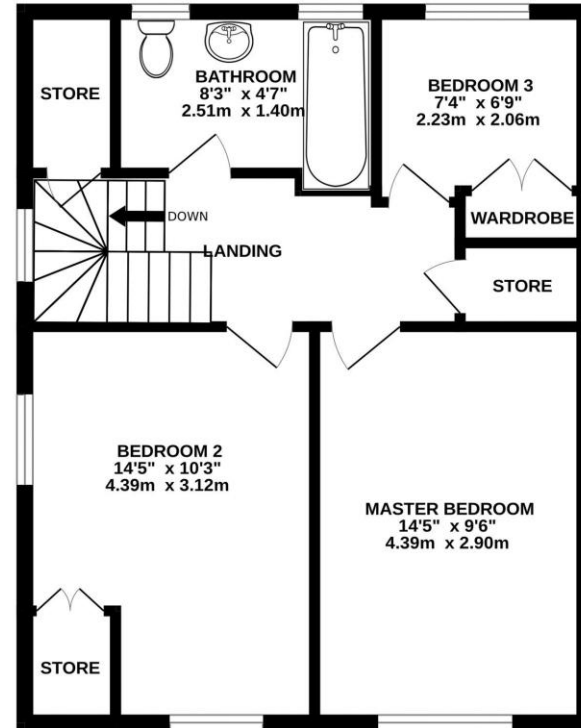 STORE
BATHROOM
8'3" x 4'7"
2.51m x 1.40m
BEDROOM 3
7'4" x 6'9"
2.23m x 2.06m
WARDROBE
DOWN
LANDING
STORE
BEDROOM 2
14'5" x 10'3"
4.39m x 3.12m
MASTER BEDROOM
14'5" x 9'6"
4.39m x 2.90m
STORE